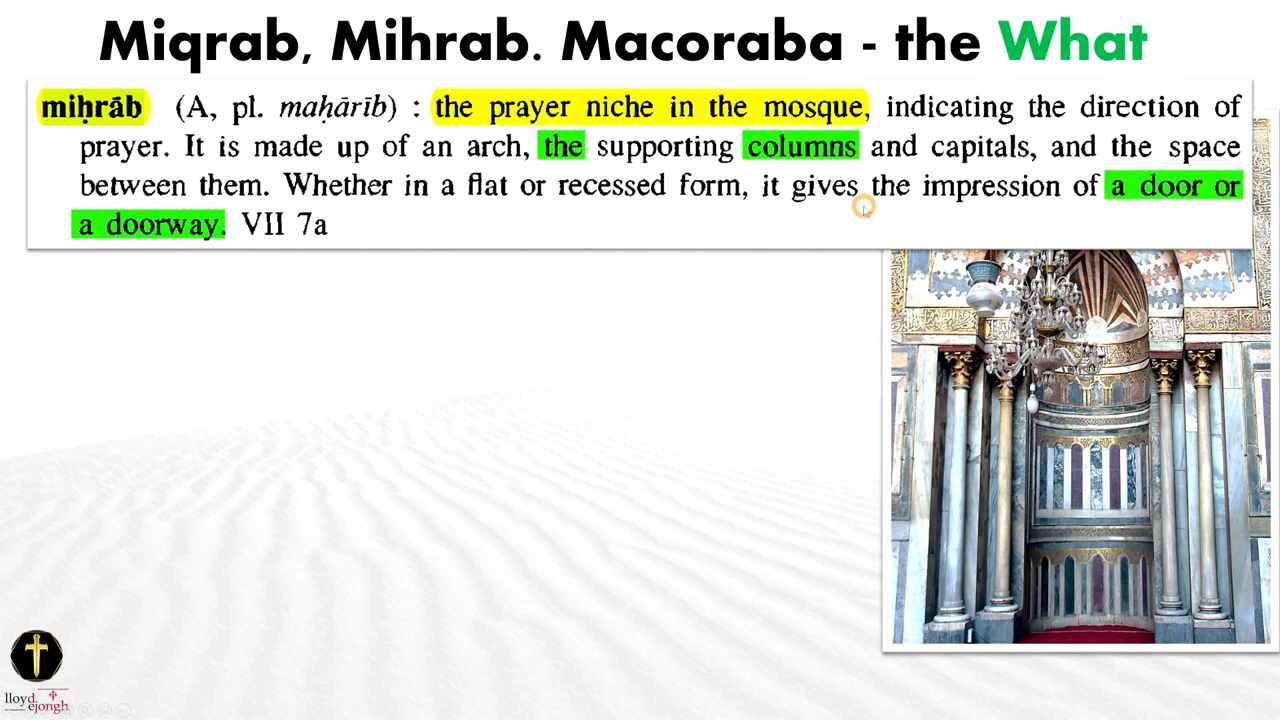 Miqrab, Mihrab. Macoraba - the What
miḥrāb (A, pl. maḥārīb) : the prayer niche in the mosque, indicating the direction of
prayer. It is made up of an arch, the supporting columns and capitals, and the space
between them. Whether in a flat or recessed form, it gives the impression of a door or
a doorway. VII 7a
lloyd
ejongh